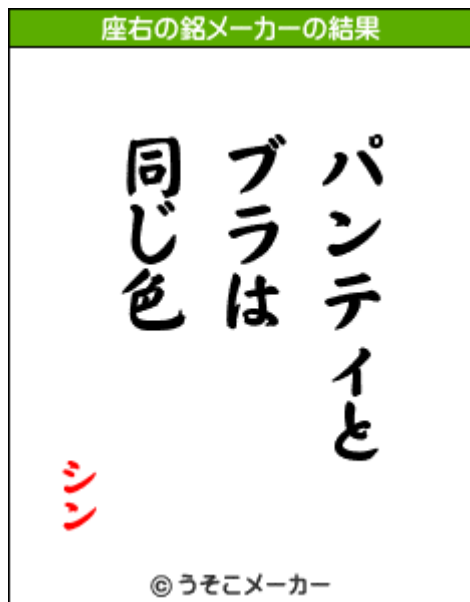 座右の銘メーカーの結果
パンティと
ブラは
同じ色
シン
©うそこメーカー